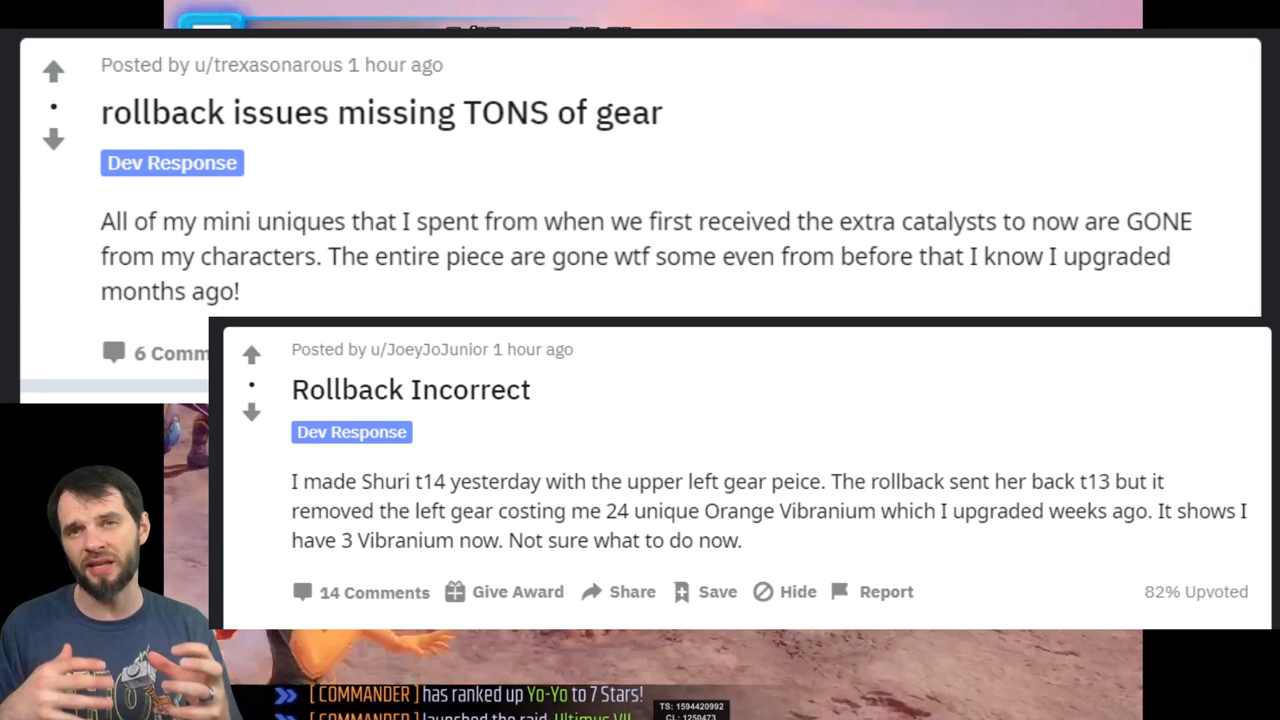 Posted by u/trexasonarous 1 hour ago
rollback issues missing TONS of gear
Dev Response
All of my mini uniques that I spent from when we first received the extra catalysts to now are GONE
from my characters. The entire piece are gone wtf some even from before that I know I upgraded
months ago!
6 Comm
Posted by u/JoeyJoJunior 1 hour ago
Rollback Incorrect
Dev Response
I made Shuri t14 yesterday with the upper left gear peice. The rollback sent her back t13 but it
removed the left gear costing me 24 unique Orange Vibranium which I upgraded weeks ago. It shows I
have 3 Vibranium now. Not sure what to do now.
14 Comments Give Award Share Save Hide Report 82% Upvoted
[ COMMANDER ] has ranked up Yo-Yo to 7 Stars!
[ COMMANDER ] launched the raid Ultimus VII
TS: 1594420992
CL: 1250473